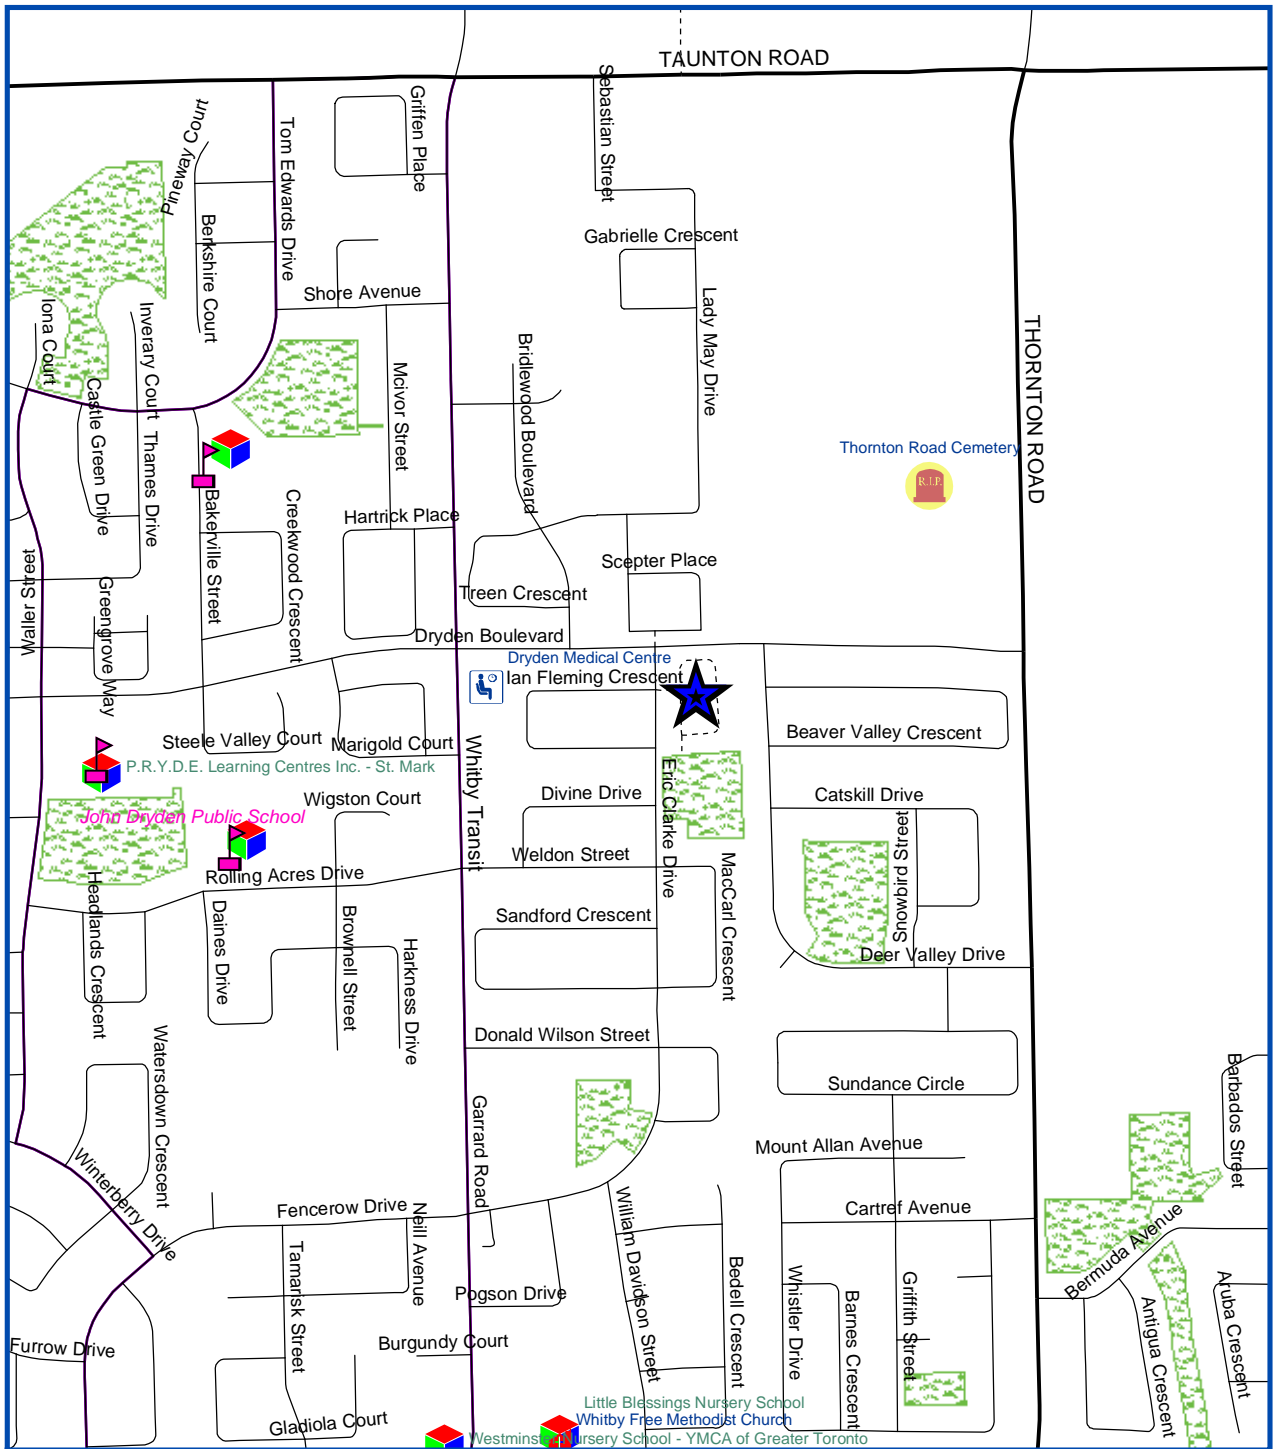 TAUNTON ROAD
Sebastian Street
Griffen Place
Pineway Court
Tom Edwards Drive
Berkshire Court
Gabrielle Crescent
Shore Avenue
Lady May Drive
Iona Court
Inverary Court
THORNTON ROAD
Bridlewood Boulevard
Mcivor Street
Castle Green Drive
Thames Drive
Thornton Road Cemetery
R.I.P.
Bakerville Street
Creekwood Crescent
Hartrick Place
Waller Street
Scepter Place
Greengrove Way
Treen Crescent
Dryden Boulevard
Dryden Medical Centre
Ian Fleming Crescent
Steele Valley Court
Marigold Court
Beaver Valley Crescent
Whitby Transit
P.R.Y.D.E. Learning Centres Inc. - St. Mark
Eric Clarke Drive
Wigston Court
Divine Drive
Catskill Drive
John Dryden Public School
Snowbird Street
Weldon Street
MacCarl Crescent
Rolling Acres Drive
Headlands Crescent
Daines Drive
Brownell Street
Sandford Crescent
Harkness Drive
Deer Valley Drive
Watersdown Crescent
Donald Wilson Street
Barbados Street
Sundance Circle
Garrard Road
Mount Allan Avenue
Winterberry Drive
Fencerow Drive
Neill Avenue
William Davidson Street
Cartref Avenue
Bermuda Avenue
Tamarisk Street
Bedell Crescent
Whistler Drive
Griffith Street
Aruba Crescent
Pogson Drive
Barnes Crescent
Antigua Crescent
Furrow Drive
Burgundy Court
Little Blessings Nursery School
Gladiola Court
Whitby Free Methodist Church
Westminster Nursery School - YMCA of Greater Toronto